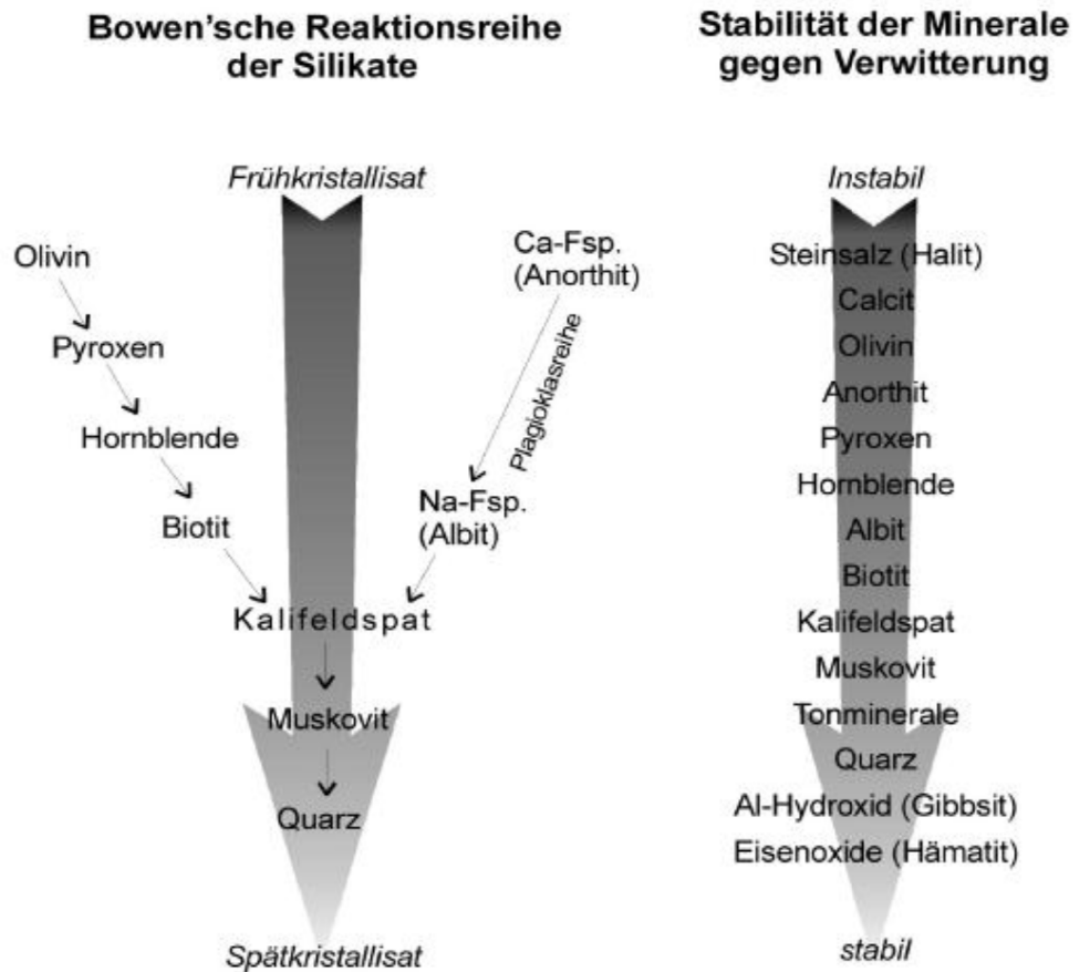 Bowen'sche Reaktionsreihe
der Silikate
Frühkristallisat
Olivin
Pyroxen
Hornblende
Biotit
Ca-Fsp.
(Anorthit)
Plagioklasreihe
Na-Fsp.
(Albit)
Kalifeldspat
Muskovit
Quarz
Spätkristallisat
Stabilität der Minerale
gegen Verwitterung
Instabil
Steinsalz (Halit)
Calcit
Olivin
Anorthit
Pyroxen
Hornblende
Albit
Biotit
Kalifeldspat
Muskovit
Tonminerale
Quarz
Al-Hydroxid (Gibbsit)
Eisenoxide (Hämatit)
stabil